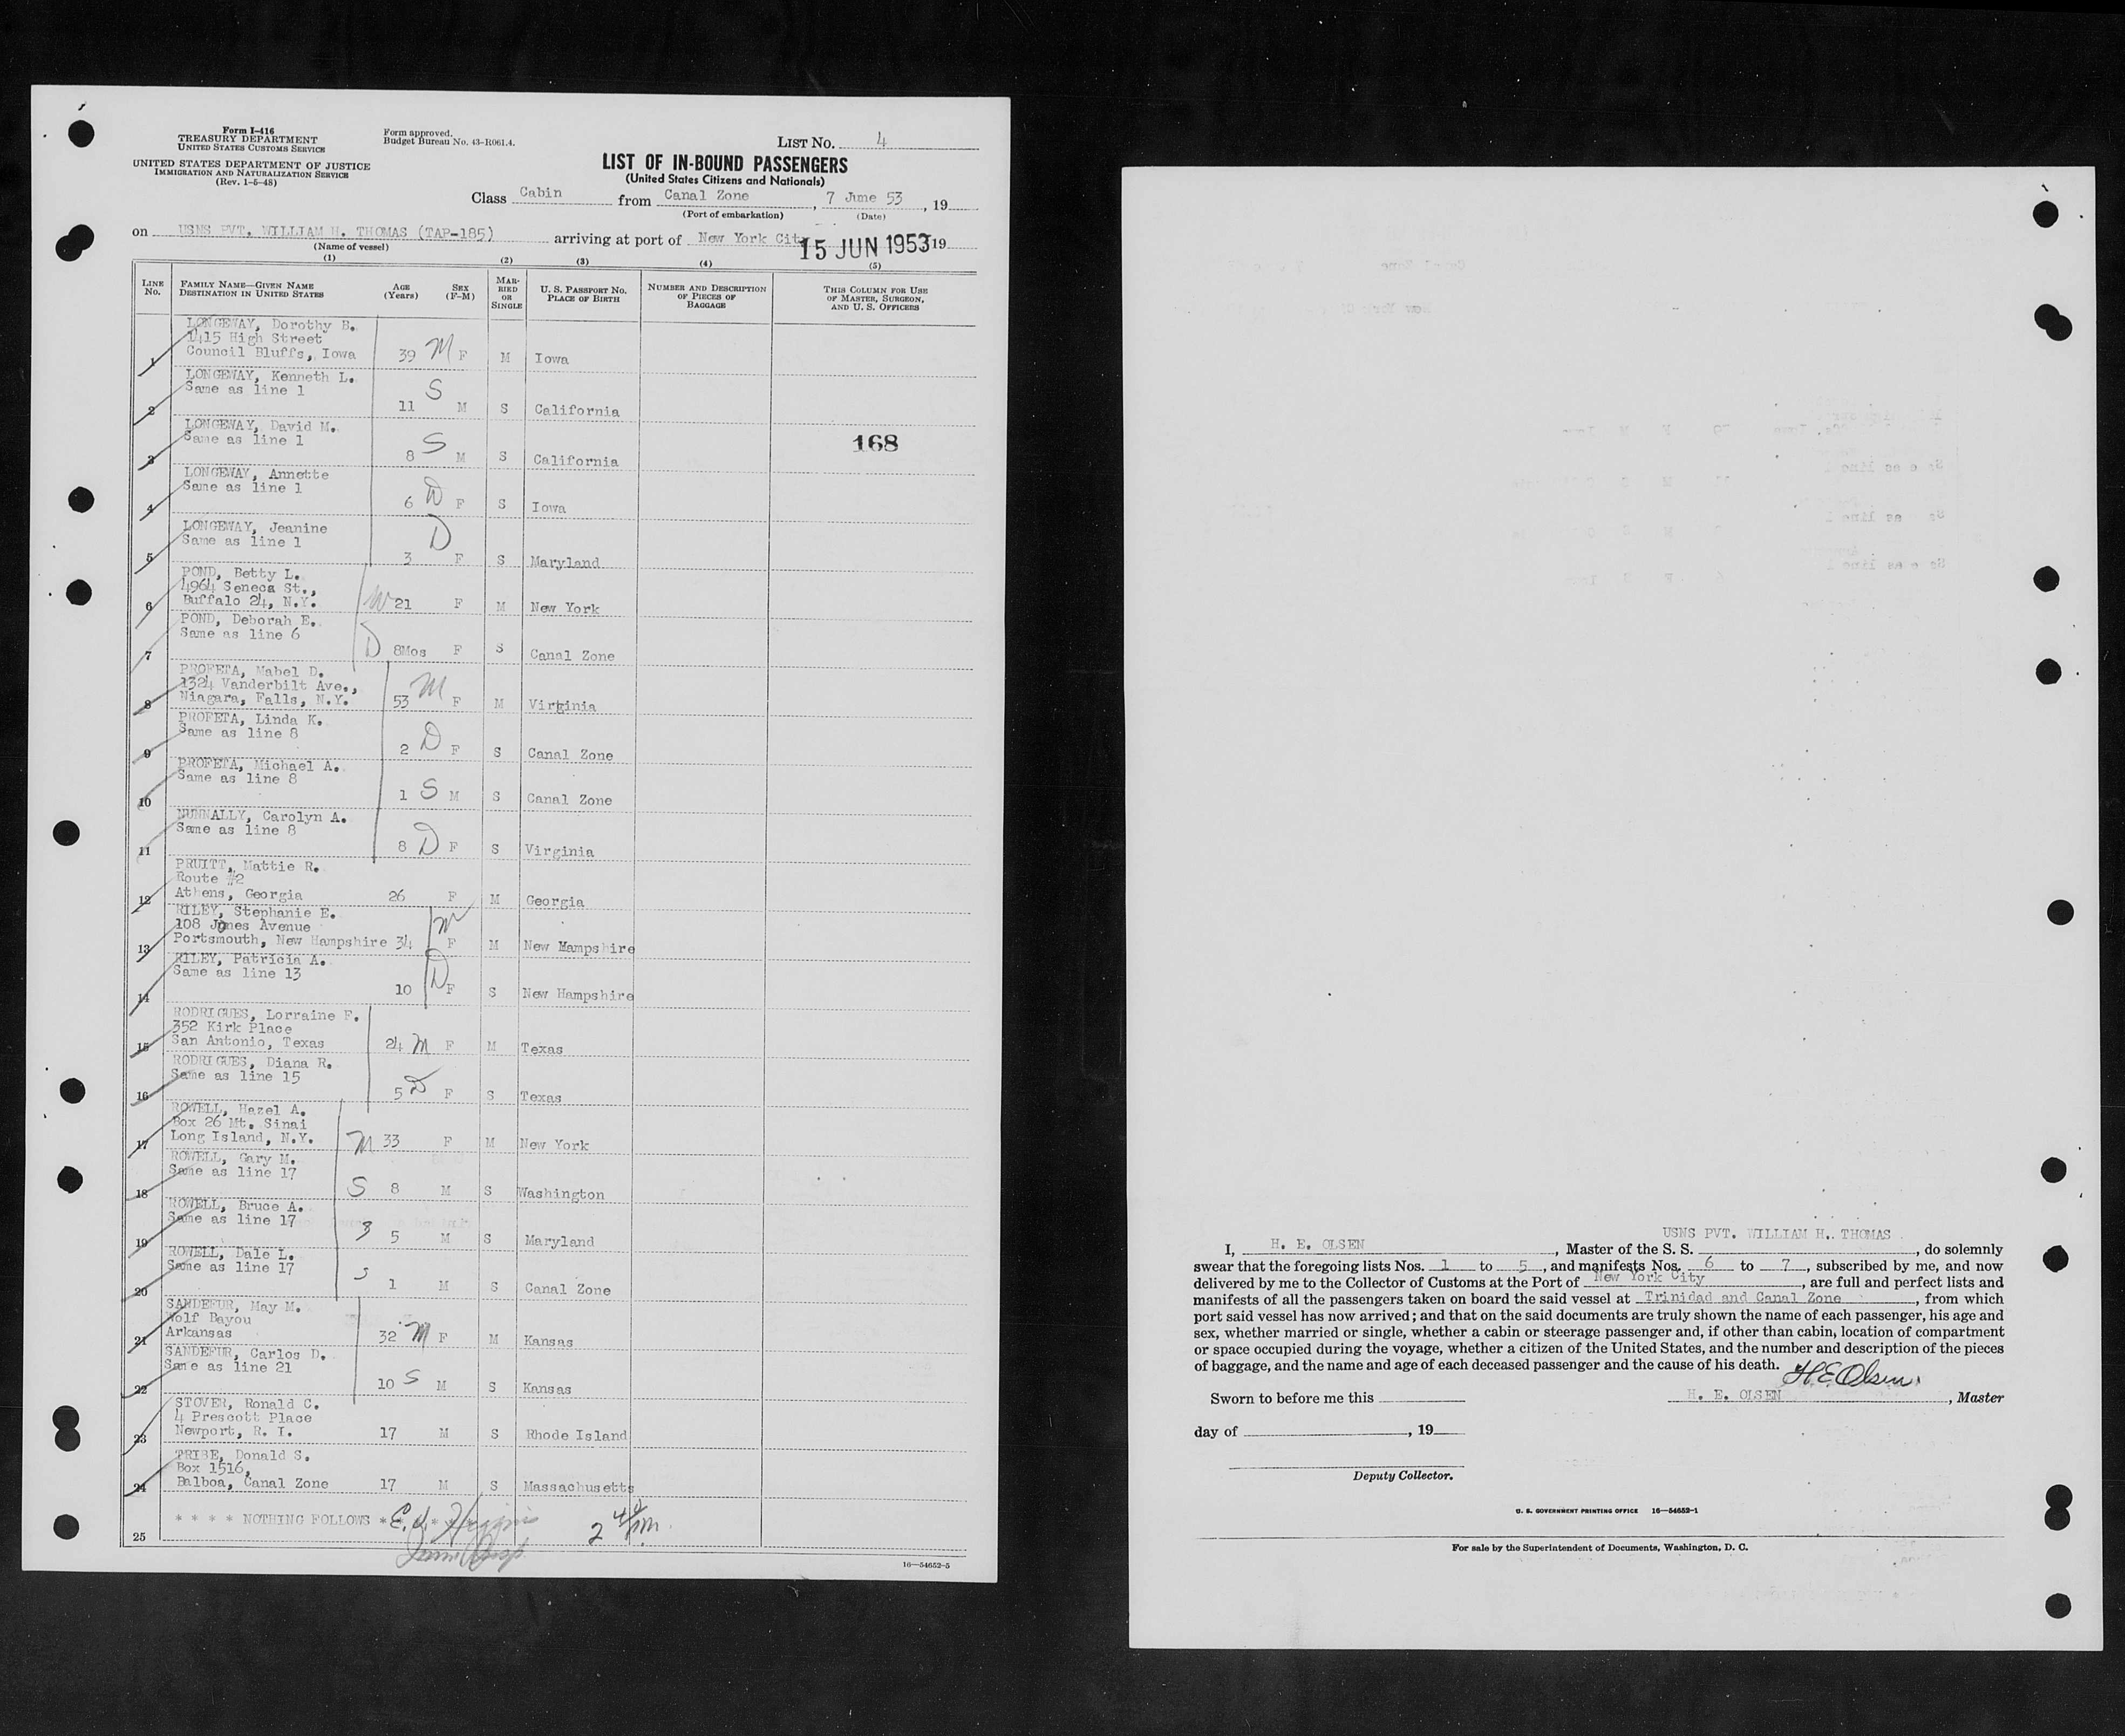 Form I-416
TREASURY DEPARTMENT
UNITED STATES CUSTOMS SERVICE
UNITED STATES DEPARTMENT OF JUSTICE
IMMIGRATION AND NATURALIZATION SERVICE
(Rev. 1-5-48)
Form approved.
Budget Bureau No. 43-R061.4.
LIST NO. 4
LIST OF IN-BOUND PASSENGERS
(United States Citizens and Nationals)
Class Cabin from Canal Zone, 7 June 53, 19
(Port of embarkation) (Date)
on USNS PVT. WILLIAM H. THOMAS (TAP-185) arriving at port of New York City 15 JUN 1953 19
(Name of vessel)
(1) (2) (3) (4) (5)
LINE NO. FAMILY NAME—GIVEN NAME DESTINATION IN UNITED STATES AGE (Years) SEX (F-M) MARRIED OR SINGLE U. S. PASSPORT NO. PLACE OF BIRTH NUMBER AND DESCRIPTION OF PIECES OF BAGGAGE THIS COLUMN FOR USE OF MASTER, SURGEON, AND U. S. OFFICERS
LONGEWAY, Dorothy B.
1415 High Street
1 Council Bluffs, Iowa 39 M F M Iowa
LONGEWAY, Kenneth L.
Same as line 1 S
2 11 M S California
LONGEWAY, David M.
Same as line 1 168
3 8 S M S California
LONGEWAY, Annette
Same as line 1
4 6 D F S Iowa
LONGEWAY, Jeanine
Same as line 1 D
5 3 F S Maryland
POND, Betty L.
4964 Seneca St.,
6 Buffalo 24, N.Y. 21 F M New York
POND, Deborah E.
Same as line 6
7 D 8Mos F S Canal Zone
PROFETA, Mabel D.
1324 Vanderbilt Ave.,
8 Niagara, Falls, N.Y. 53 M F M Virginia
PROFETA, Linda K.
Same as line 8
9 2 D F S Canal Zone
PROFETA, Michael A.
Same as line 8
10 1 S M S Canal Zone
NUNNALLY, Carolyn A.
Same as line 8
11 8 D F S Virginia
PRUITT, Mattie R.
Route #2
12 Athens, Georgia 26 F M Georgia
RILEY, Stephanie E.
108 Jones Avenue
13 Portsmouth, New Hampshire 34 M F M New Mampshire
RILEY, Patricia A.
Same as line 13
14 10 D F S New Hampshire
RODRIGUES, Lorraine F.
352 Kirk Place
15 San Antonio, Texas 24 M F M Texas
RODRIGUES, Diana R.
Same as line 15
16 5 D F S Texas
ROWELL, Hazel A.
Box 26 Mt. Sinai
17 Long Island, N.Y. M 33 F M New York
ROWELL, Gary M.
Same as line 17
18 S 8 M S Washington
ROWELL, Bruce A.
Same as line 17
19 S 5 M S Maryland
ROWELL, Dale L.
Same as line 17
20 S 1 M S Canal Zone
SANDEFUR, May M.
Wolf Bayou
21 Arkansas 32 M F M Kansas
SANDEFUR, Carlos D.
Same as line 21
22 10 S M S Kansas
STOVER, Ronald C.
4 Prescott Place
23 Newport, R. I. 17 M S Rhode Island
TRIBE, Donald S.
Box 1516,
24 Balboa, Canal Zone 17 M S Massachusetts
* * * * NOTHING FOLLOWS * * *
25
16—54652-5
I, H. E. OLSEN, Master of the S. S. USNS PVT. WILLIAM H. THOMAS, do solemnly
swear that the foregoing lists Nos. 1 to 5, and manifests Nos. 6 to 7, subscribed by me, and now
delivered by me to the Collector of Customs at the Port of New York City, are full and perfect lists and
manifests of all the passengers taken on board the said vessel at Trinidad and Canal Zone, from which
port said vessel has now arrived; and that on the said documents are truly shown the name of each passenger, his age and
sex, whether married or single, whether a cabin or steerage passenger and, if other than cabin, location of compartment
or space occupied during the voyage, whether a citizen of the United States, and the number and description of the pieces
of baggage, and the name and age of each deceased passenger and the cause of his death.
H.E. Olsen
Sworn to before me this H. E. OLSEN, Master
day of , 19
Deputy Collector.
U. S. GOVERNMENT PRINTING OFFICE 16—54652-1
For sale by the Superintendent of Documents, Washington, D. C.